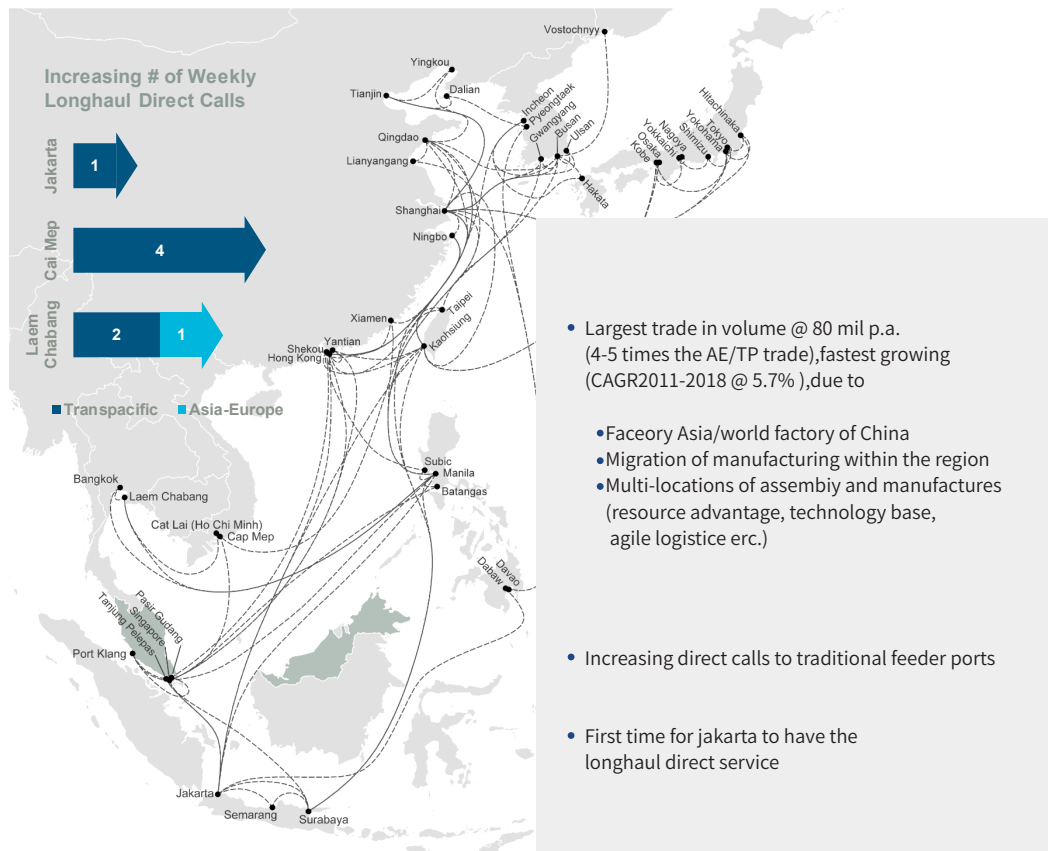 Increasing # of Weekly
Longhaul Direct Calls
Jakarta
1
Cai Mep
4
Laem
Chabang
2
1
Transpacific
Asia-Europe
Vostochnyy
Yingkou
Tianjin
Dalian
Incheon
Pyeongtaek
Gwangyang
Busan
Ulsan
Hitachinaka
Tokyo
Yokohama
Shimizu
Nagoya
Yokkaichi
Osaka
Kobe
Qingdao
Lianyangang
Hakata
Shanghai
Ningbo
Xiamen
Taipei
Kaohsiung
Yantian
Shekou
Hong Kong
Subic
Manila
Batangas
Bangkok
Laem Chabang
Cat Lai (Ho Chi Minh)
Cap Mep
Davao
Dabaw
Pasir Gudang
Singapore
Tanjung Pelepas
Port Klang
Jakarta
Semarang
Surabaya
• Largest trade in volume @ 80 mil p.a.
(4-5 times the AE/TP trade),fastest growing
(CAGR2011-2018 @ 5.7% ),due to
•Faceory Asia/world factory of China
•Migration of manufacturing within the region
•Multi-locations of assembiy and manufactures
(resource advantage, technology base,
agile logistice erc.)
• Increasing direct calls to traditional feeder ports
• First time for jakarta to have the
longhaul direct service